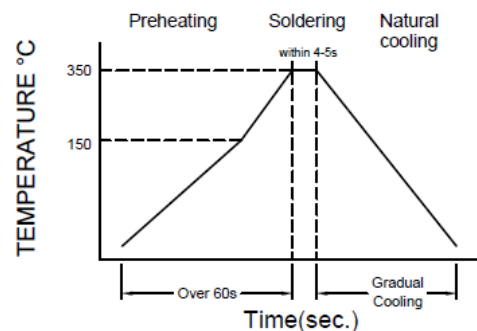 Preheating Soldering Natural
cooling
within 4-5s
350
150
TEMPERATURE °C
Over 60s
Gradual
Cooling
Time(sec.)